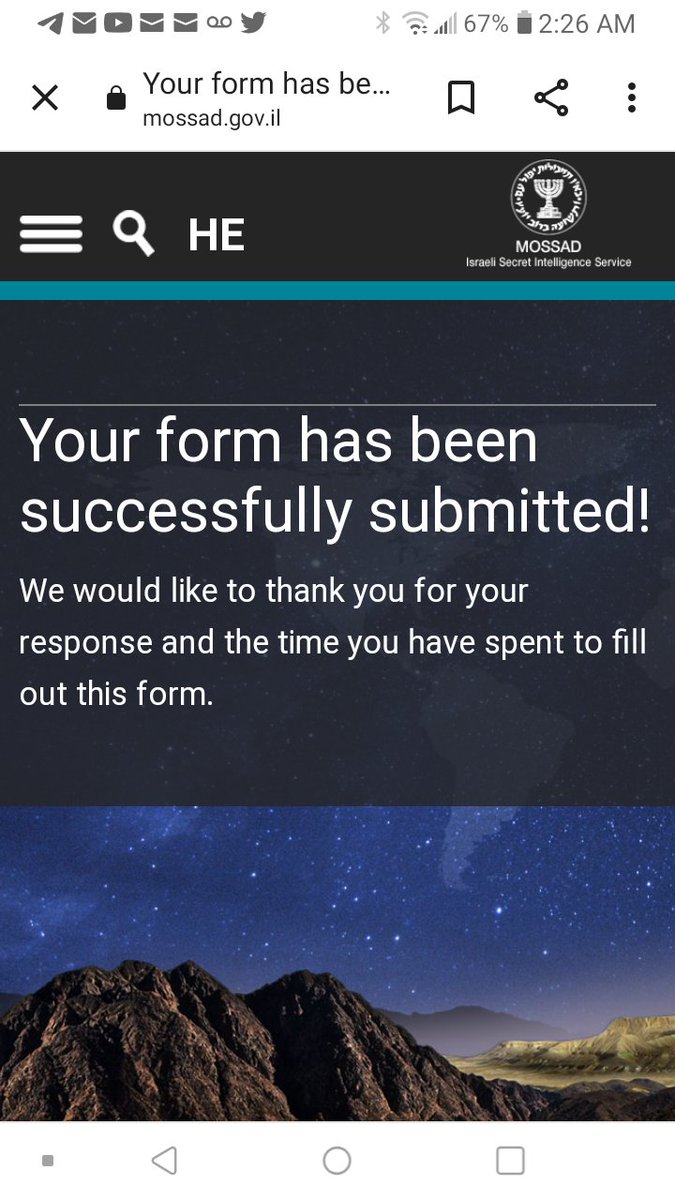 67% 2:26 AM
Your form has be...
mossad.gov.il
HE
MOSSAD
Israeli Secret Intelligence Service
Your form has been
successfully submitted!
We would like to thank you for your
response and the time you have spent to fill
out this form.